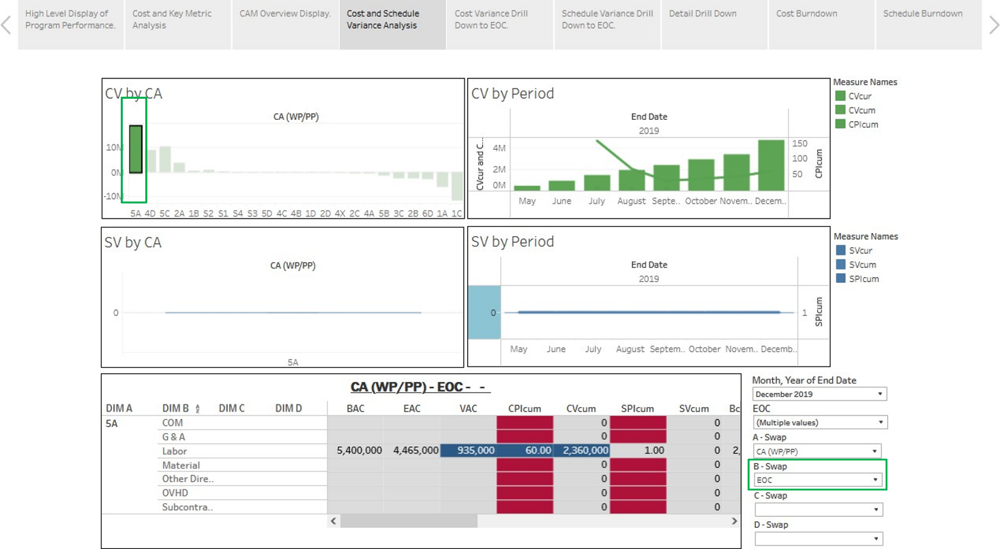 High Level Display of
Program Performance.
Cost and Key Metric
Analysis
CAM Overview Display.
Cost and Schedule
Variance Analysis
Cost Variance Drill
Down to EOC.
Schedule Variance Drill
Down to EOC.
Detail Drill Down
Cost Burndown
Schedule Burndown
CV by CA
CA (WP/PP)
10M
0M
-10M
5A 4D 5C 2A 1B S2 S1 S4 S3 5D 4C 4B 1D 2D 4X 2C 4A 5B 3C 2B 6D 1A 1C
CV by Period
End Date
2019
CVcur and C...
4M
2M
0M
150
100
50
CPIcum
May June July August Septe.. October Novem.. Decem..
Measure Names
CVcur
CVcum
CPIcum
SV by CA
CA (WP/PP)
0
5A
SV by Period
End Date
2019
0
1
SPIcum
May June July August Septem.. October Novem.. Decemb..
Measure Names
SVcur
SVcum
SPIcum
CA (WP/PP) - EOC - -
DIM A DIM B DIM C DIM D BAC EAC VAC CPIcum CVcum SPIcum SVcum Bc
5A COM 0 0
G & A 0 0
Labor 5,400,000 4,465,000 935,000 60.00 2,360,000 1.00 0 2,
Material 0 0
Other Dire.. 0 0
OVHD 0 0
Subcontra.. 0 0
Month, Year of End Date
December 2019
EOC
(Multiple values)
A - Swap
CA (WP/PP)
B - Swap
EOC
C - Swap
D - Swap